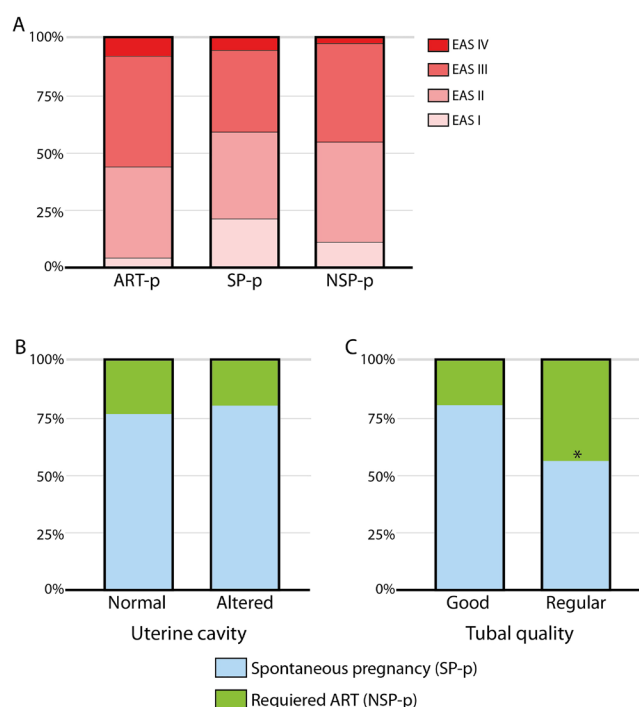 A
100%
75%
50%
25%
0%
ART-p SP-p NSP-p
EAS IV
EAS III
EAS II
EAS I
B
100%
75%
50%
25%
0%
Normal Altered
Uterine cavity
C
100%
75%
50%
25%
0%
*
Good Regular
Tubal quality
Spontaneous pregnancy (SP-p)
Requiered ART (NSP-p)